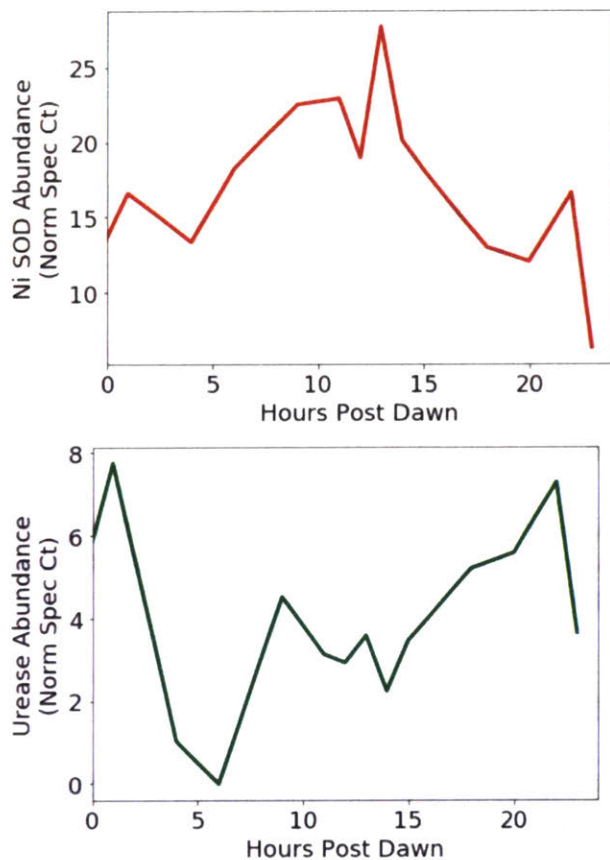 Ni SOD Abundance
(Norm Spec Ct)
25
20
15
10
0 5 10 15 20
Hours Post Dawn
Urease Abundance
(Norm Spec Ct)
8
6
4
2
0
0 5 10 15 20
Hours Post Dawn